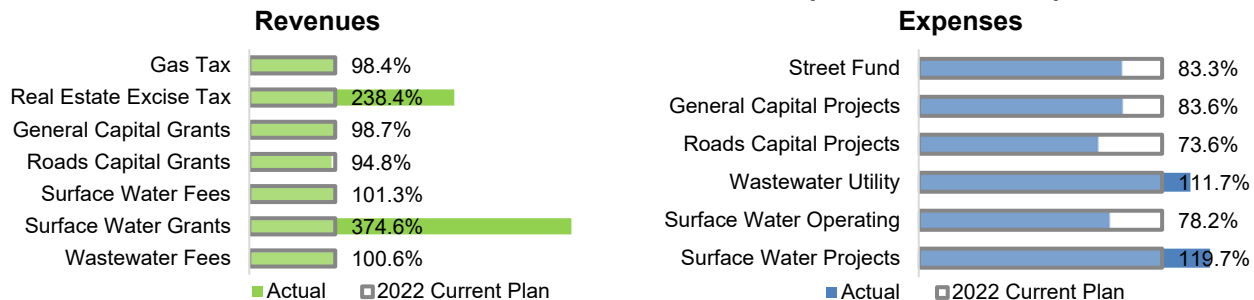 Revenues
Gas Tax 98.4%
Real Estate Excise Tax 238.4%
General Capital Grants 98.7%
Roads Capital Grants 94.8%
Surface Water Fees 101.3%
Surface Water Grants 374.6%
Wastewater Fees 100.6%
Actual 2022 Current Plan
Expenses
Street Fund 83.3%
General Capital Projects 83.6%
Roads Capital Projects 73.6%
Wastewater Utility 111.7%
Surface Water Operating 78.2%
Surface Water Projects 119.7%
Actual 2022 Current Plan